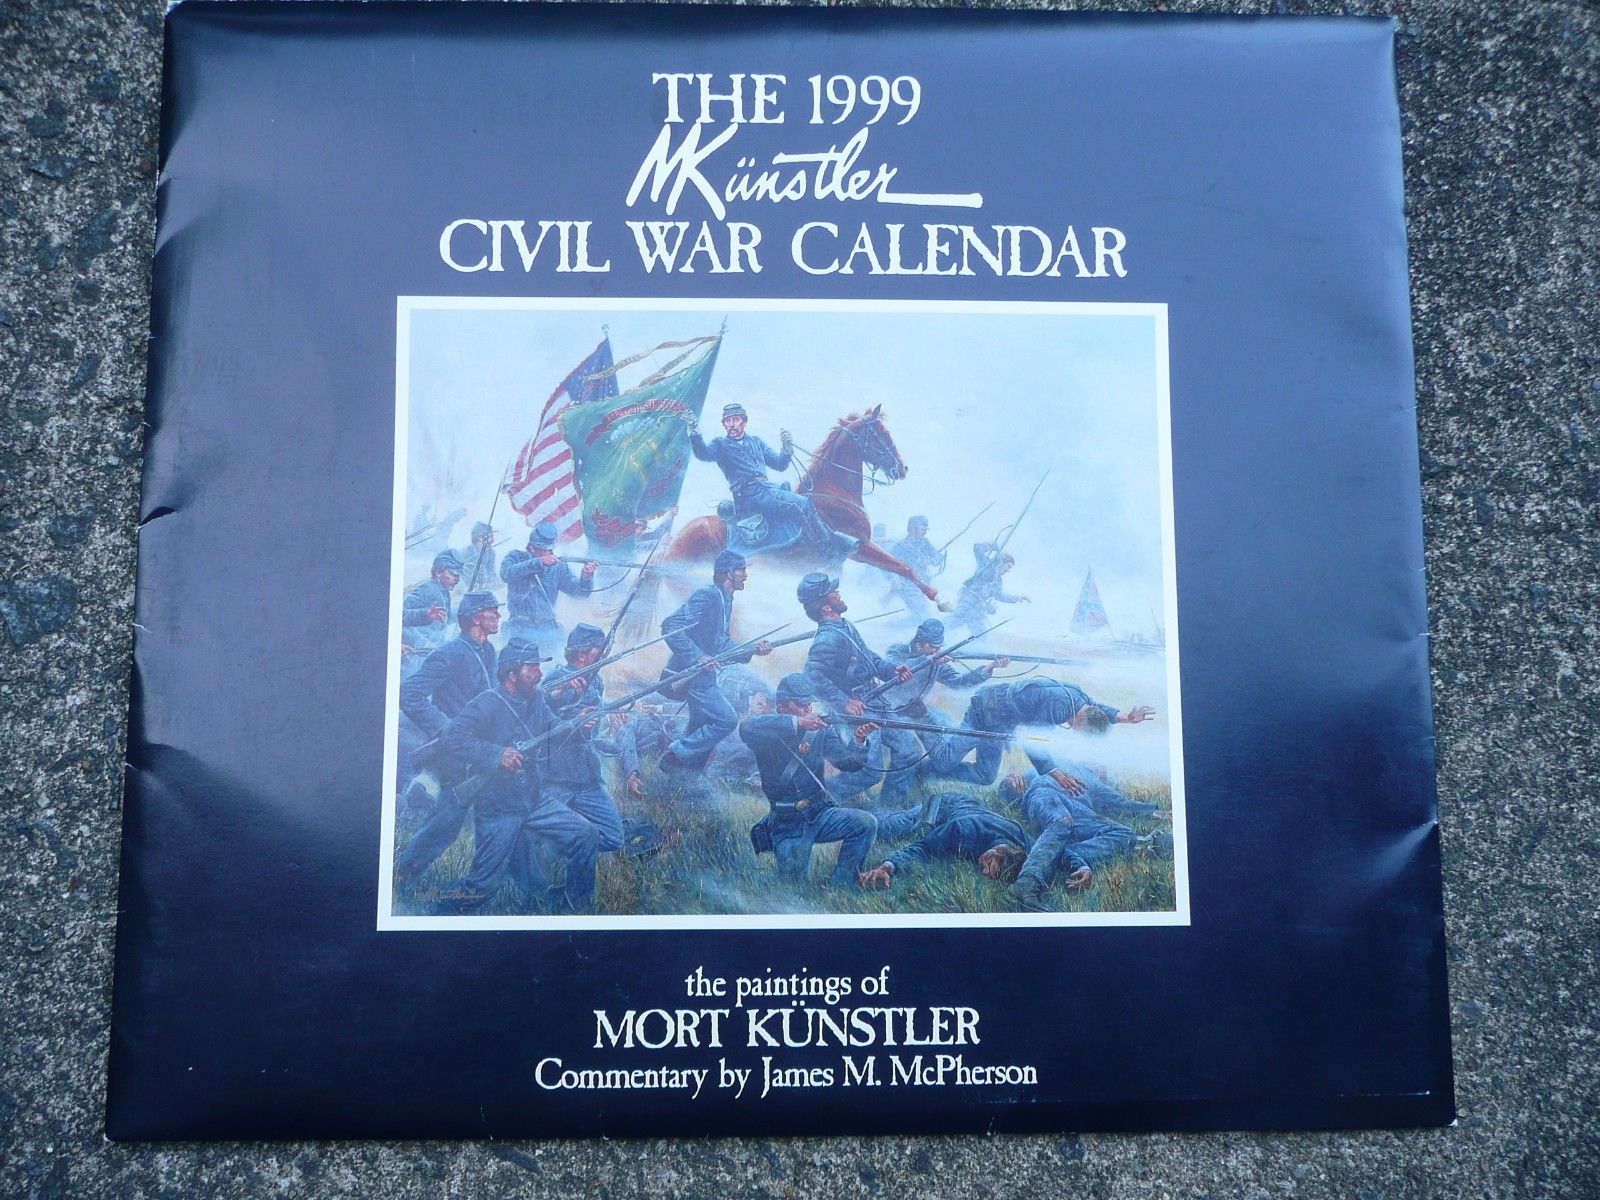 THE 1999
MKünstler
CIVIL WAR CALENDAR
the paintings of
MORT KÜNSTLER
Commentary by James M. McPherson